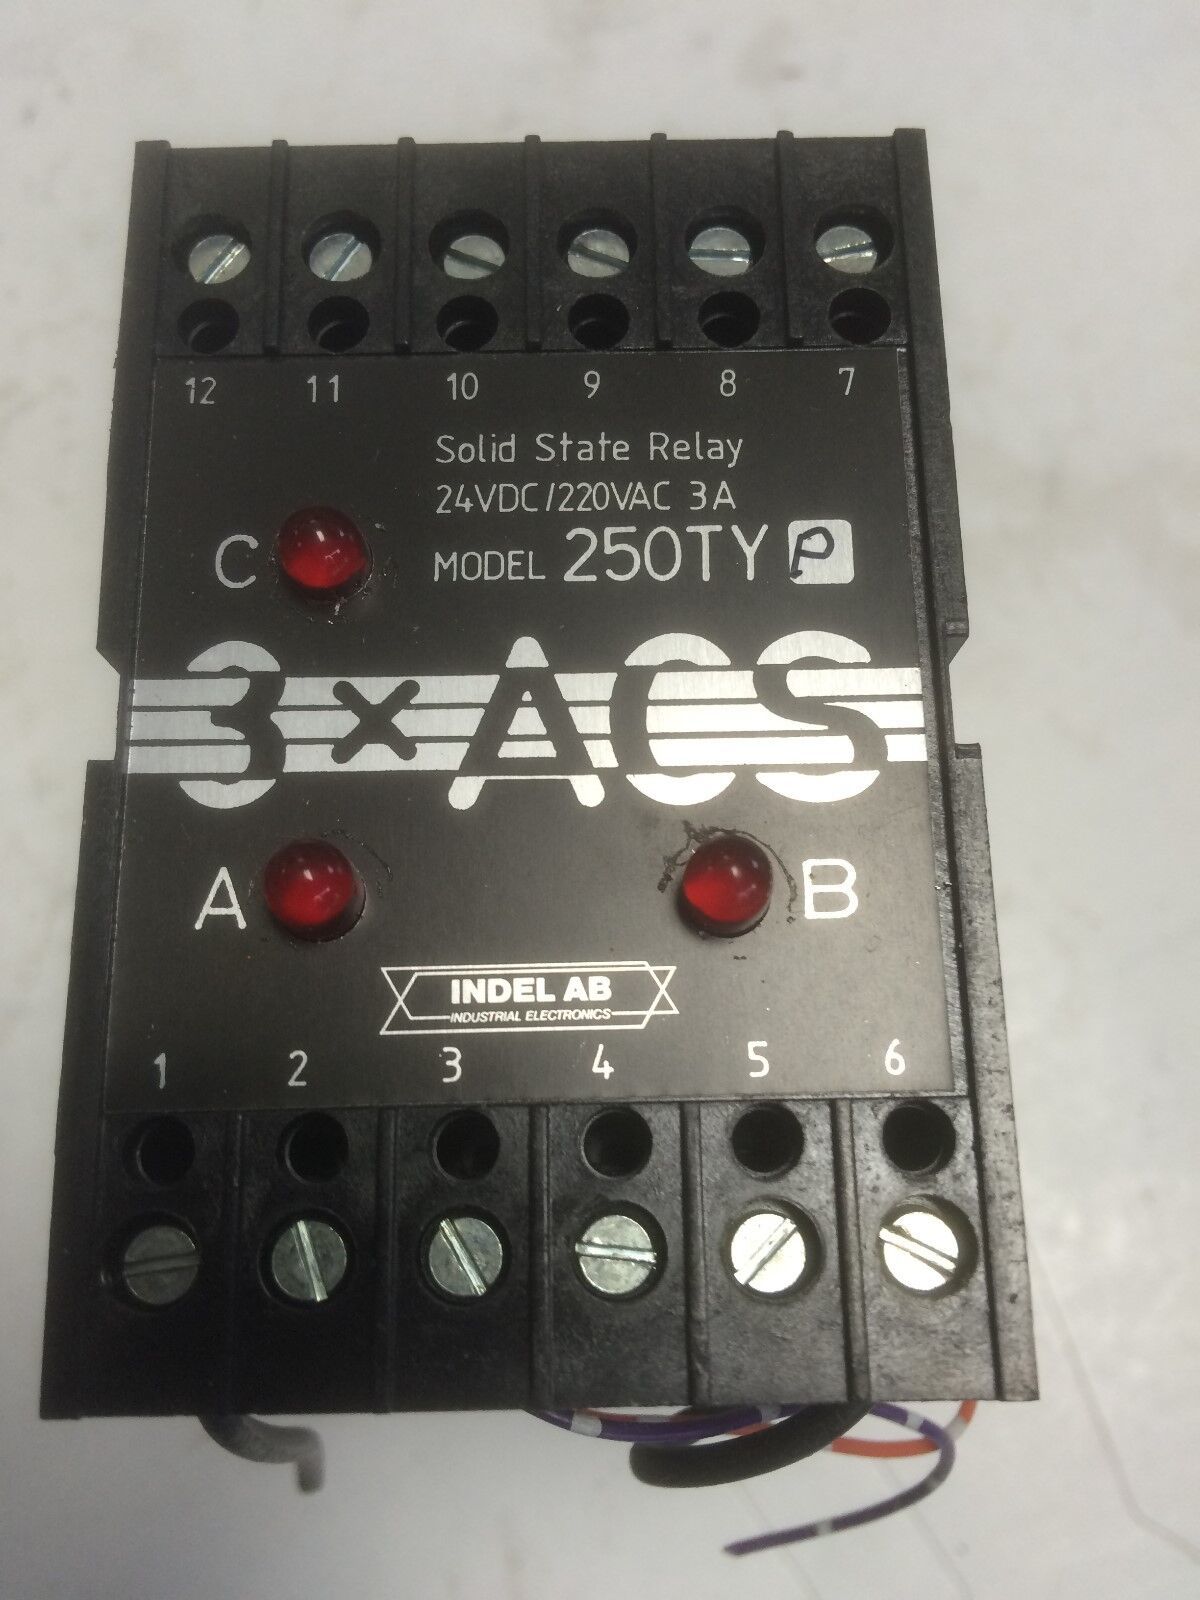 12 11 10 9 8 7
Solid State Relay
24VDC/220VAC 3A
C
MODEL 250TY P
3×ACS
A
B
INDEL AB
INDUSTRIAL ELECTRONICS
1 2 3 4 5 6